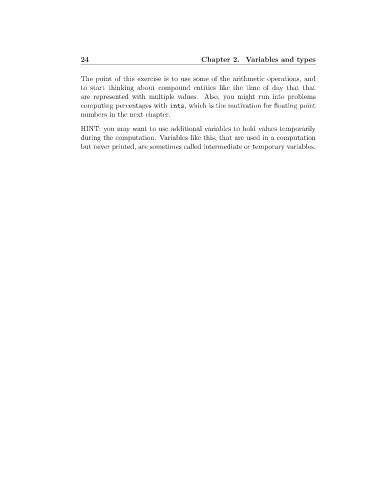 24 Chapter 2. Variables and types
The point of this exercise is to use some of the arithmetic operations, and
to start thinking about compound entities like the time of day that that
are represented with multiple values. Also, you might run into problems
computing percentages with ints, which is the motivation for floating point
numbers in the next chapter.
HINT: you may want to use additional variables to hold values temporarily
during the computation. Variables like this, that are used in a computation
but never printed, are sometimes called intermediate or temporary variables.